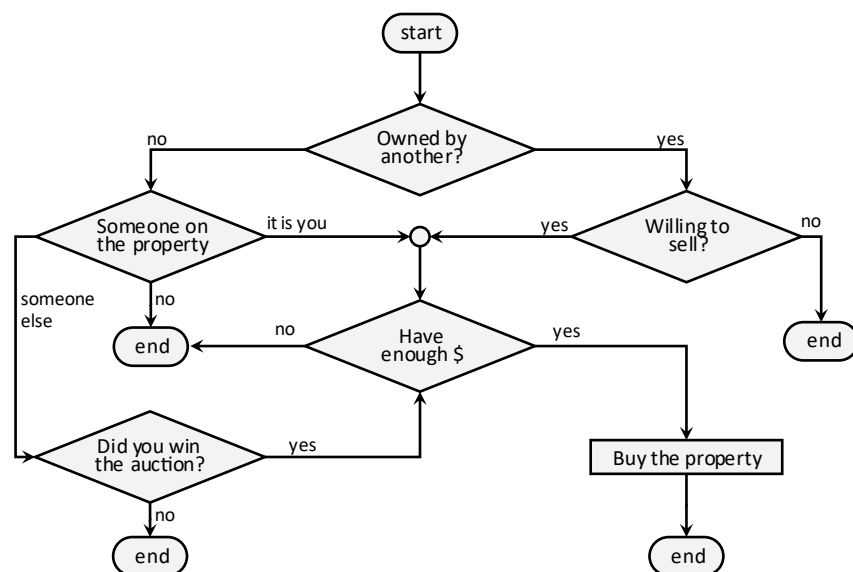 start
Owned by
another?
no
yes
Someone on
the property
it is you
yes
Willing to
sell?
no
someone
else
no
end
no
Have
enough $
yes
end
Did you win
the auction?
yes
Buy the property
no
end
end